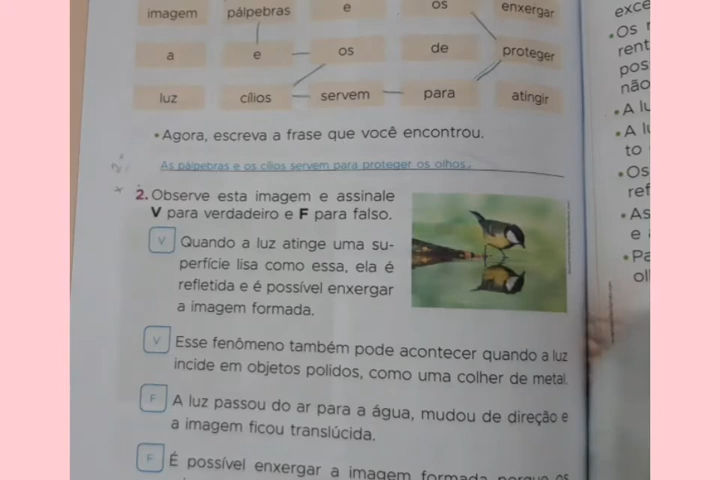 imagem pálpebras e os enxergar
a e os de proteger
luz cílios servem para atingir
• Agora, escreva a frase que você encontrou.
As pálpebras e os cílios servem para proteger os olhos.
2. Observe esta imagem e assinale
V para verdadeiro e F para falso.
V Quando a luz atinge uma su-
perfície lisa como essa, ela é
refletida e é possível enxergar
a imagem formada.
V Esse fenômeno também pode acontecer quando a luz
incide em objetos polidos, como uma colher de metal.
F A luz passou do ar para a água, mudou de direção e
a imagem ficou translúcida.
F É possível enxergar a imagem formada porque os
• Os
pos
não
• A
• A
to
• Os
ref
• As
e